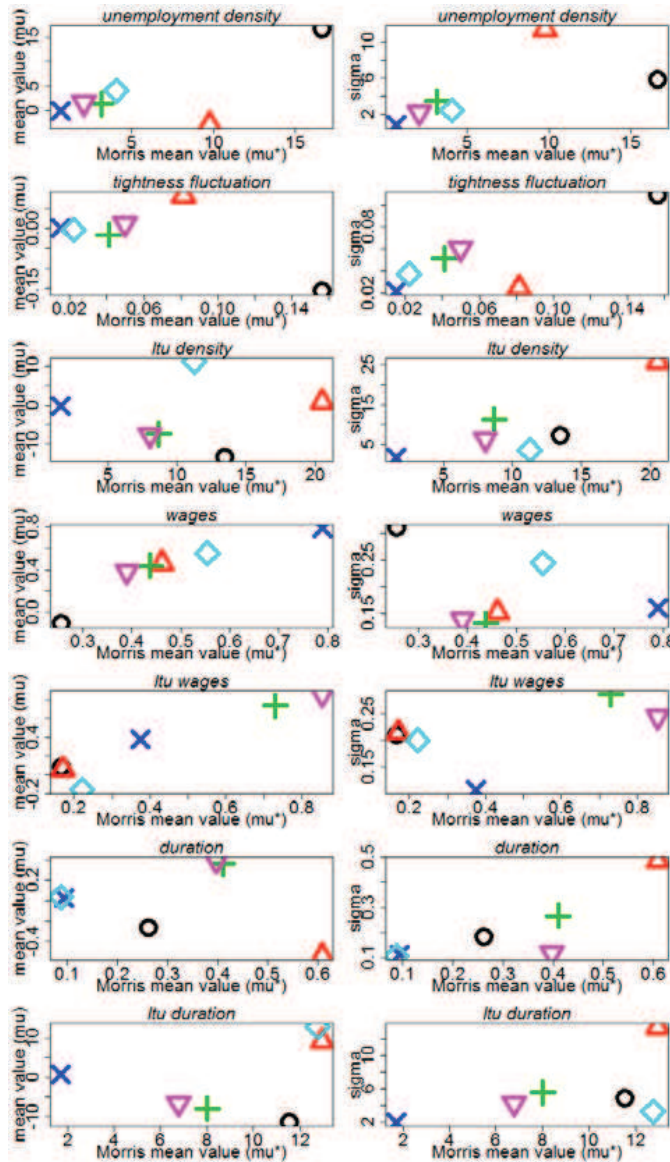 unemployment density
mean value (mu)
15
0
5 10 15
Morris mean value (mu*)
unemployment density
sigma
10
6
2
5 10 15
Morris mean value (mu*)
tightness fluctuation
mean value (mu)
0.00
-0.15
0.02 0.06 0.10 0.14
Morris mean value (mu*)
tightness fluctuation
sigma
0.08
0.02
0.02 0.06 0.10 0.14
Morris mean value (mu*)
ltu density
mean value (mu)
10
0
-10
5 10 15 20
Morris mean value (mu*)
ltu density
sigma
25
15
5
5 10 15 20
Morris mean value (mu*)
wages
mean value (mu)
0.8
0.4
0.0
0.3 0.4 0.5 0.6 0.7 0.8
Morris mean value (mu*)
wages
sigma
0.25
0.15
0.3 0.4 0.5 0.6 0.7 0.8
Morris mean value (mu*)
ltu wages
mean value (mu)
0.4
-0.2
0.2 0.4 0.6 0.8
Morris mean value (mu*)
ltu wages
sigma
0.25
0.15
0.2 0.4 0.6 0.8
Morris mean value (mu*)
duration
mean value (mu)
0.2
-0.4
0.1 0.2 0.3 0.4 0.5 0.6
Morris mean value (mu*)
duration
sigma
0.5
0.3
0.1
0.1 0.2 0.3 0.4 0.5 0.6
Morris mean value (mu*)
ltu duration
mean value (mu)
10
0
-10
2 4 6 8 10 12
Morris mean value (mu*)
ltu duration
sigma
10
6
2
2 4 6 8 10 12
Morris mean value (mu*)